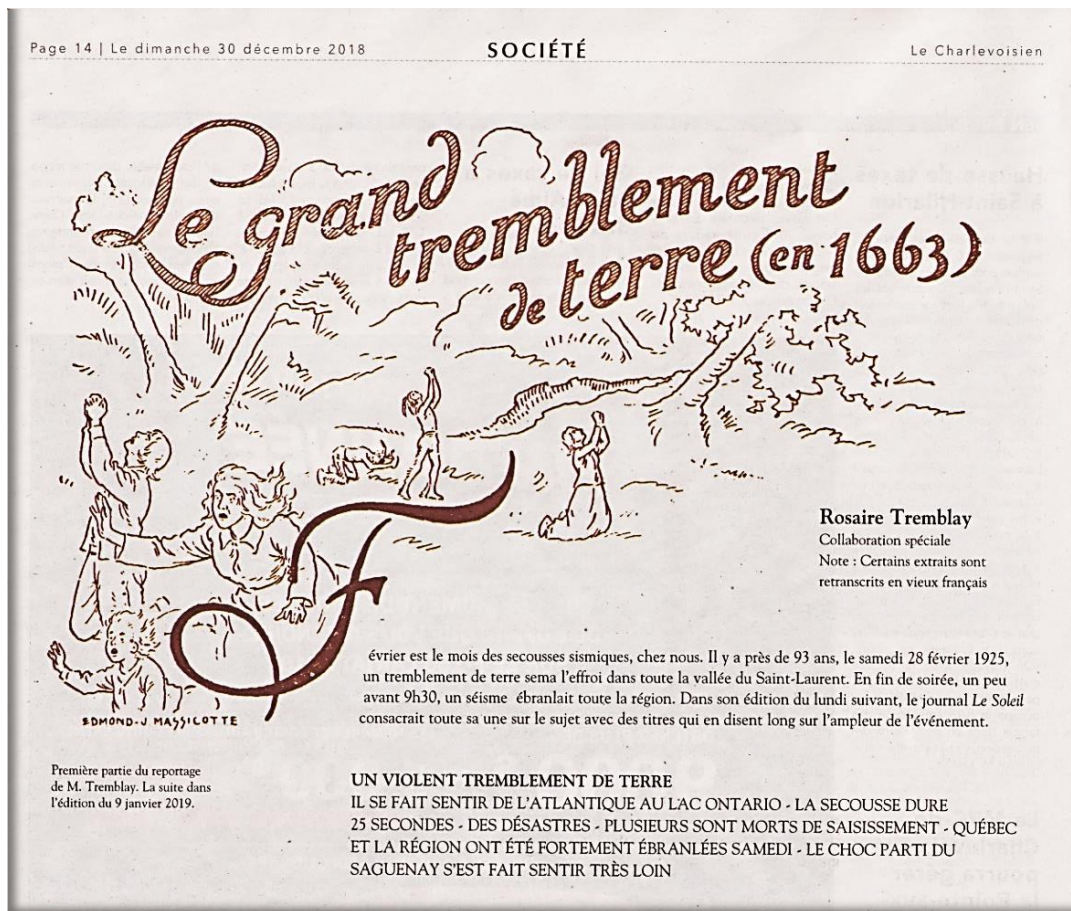 Page 14 | Le dimanche 30 décembre 2018
SOCIÉTÉ
Le Charlevoisien
Le grand
tremblement
de terre (en 1663)
Rosaire Tremblay
Collaboration spéciale
Note : Certains extraits sont
retranscrits en vieux français
F
évrier est le mois des secousses sismiques, chez nous. Il y a près de 93 ans, le samedi 28 février 1925,
un tremblement de terre sema l'effroi dans toute la vallée du Saint-Laurent. En fin de soirée, un peu
avant 9h30, un séisme ébranlait toute la région. Dans son édition du lundi suivant, le journal Le Soleil
consacrait toute sa une sur le sujet avec des titres qui en disent long sur l'ampleur de l'événement.
EDMOND-J. MASSICOTTE
Première partie du reportage
de M. Tremblay. La suite dans
l'édition du 9 janvier 2019.
UN VIOLENT TREMBLEMENT DE TERRE
IL SE FAIT SENTIR DE L'ATLANTIQUE AU LAC ONTARIO - LA SECOUSSE DURE
25 SECONDES - DES DÉSASTRES - PLUSIEURS SONT MORTS DE SAISISSEMENT - QUÉBEC
ET LA RÉGION ONT ÉTÉ FORTEMENT ÉBRANLÉES SAMEDI - LE CHOC PARTI DU
SAGUENAY S'EST FAIT SENTIR TRÈS LOIN